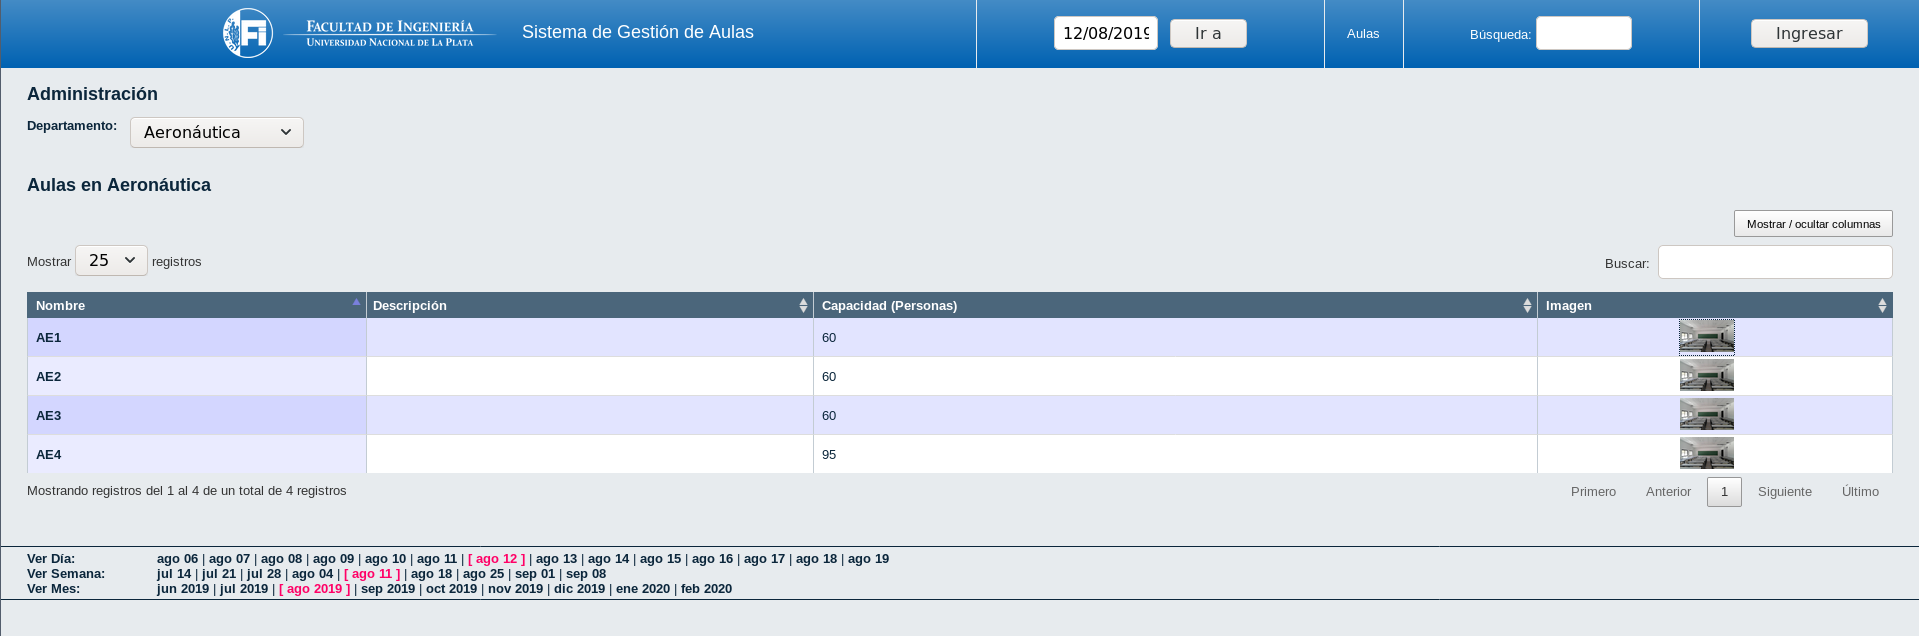 FACULTAD DE INGENIERÍA
UNIVERSIDAD NACIONAL DE LA PLATA
Sistema de Gestión de Aulas
12/08/2019 Ir a
Aulas
Búsqueda:
Ingresar
Administración
Departamento: Aeronáutica
Aulas en Aeronáutica
Mostrar / ocultar columnas
Mostrar 25 registros
Buscar:
Nombre Descripción Capacidad (Personas) Imagen
AE1 60
AE2 60
AE3 60
AE4 95
Mostrando registros del 1 al 4 de un total de 4 registros
Primero Anterior 1 Siguiente Último
Ver Día: ago 06 | ago 07 | ago 08 | ago 09 | ago 10 | ago 11 | [ ago 12 ] | ago 13 | ago 14 | ago 15 | ago 16 | ago 17 | ago 18 | ago 19
Ver Semana: jul 14 | jul 21 | jul 28 | ago 04 | [ ago 11 ] | ago 18 | ago 25 | sep 01 | sep 08
Ver Mes: jun 2019 | jul 2019 | [ ago 2019 ] | sep 2019 | oct 2019 | nov 2019 | dic 2019 | ene 2020 | feb 2020